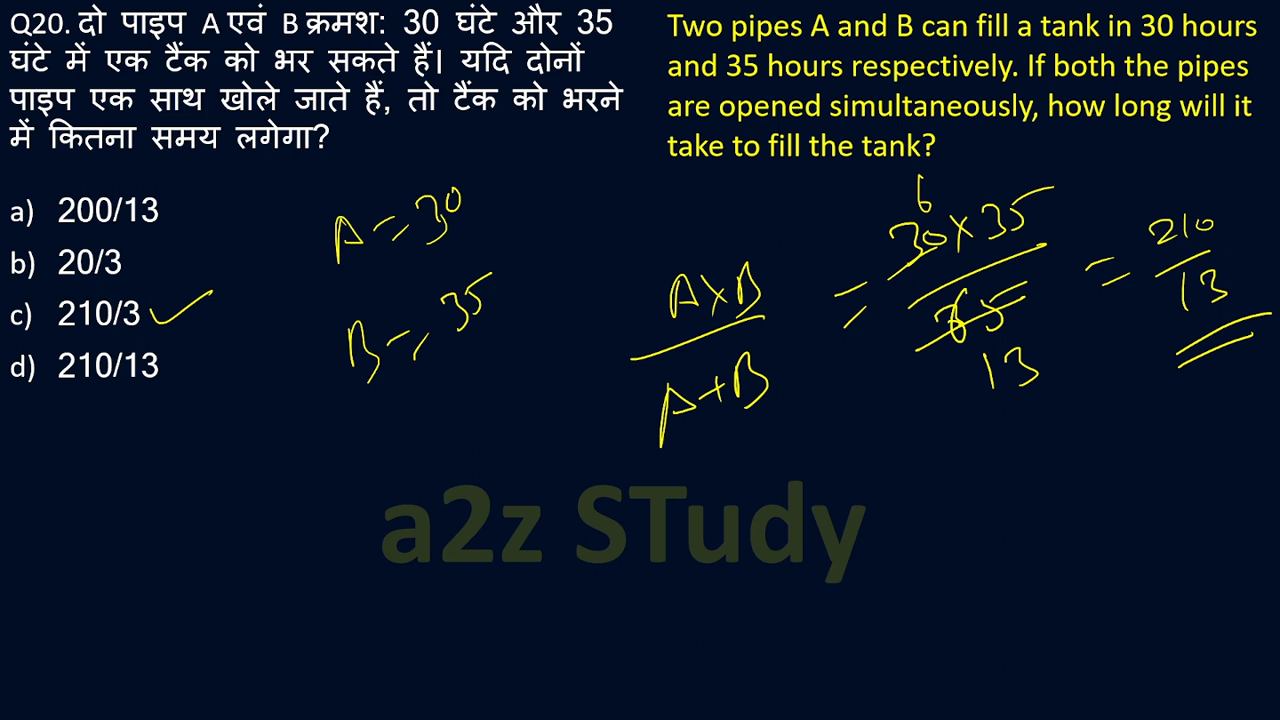 Q20. दो पाइप A एवं B क्रमश: 30 घंटे और 35
घंटे में एक टैंक को भर सकते हैं। यदि दोनों
पाइप एक साथ खोले जाते हैं, तो टैंक को भरने
में कितना समय लगेगा?
a) 200/13
b) 20/3
c) 210/3 ✓
d) 210/13
Two pipes A and B can fill a tank in 30 hours
and 35 hours respectively. If both the pipes
are opened simultaneously, how long will it
take to fill the tank?
A = 30
B = 35
A×B
A+B
=
6
30 × 35
65
13
=
210
13
a2z STudy